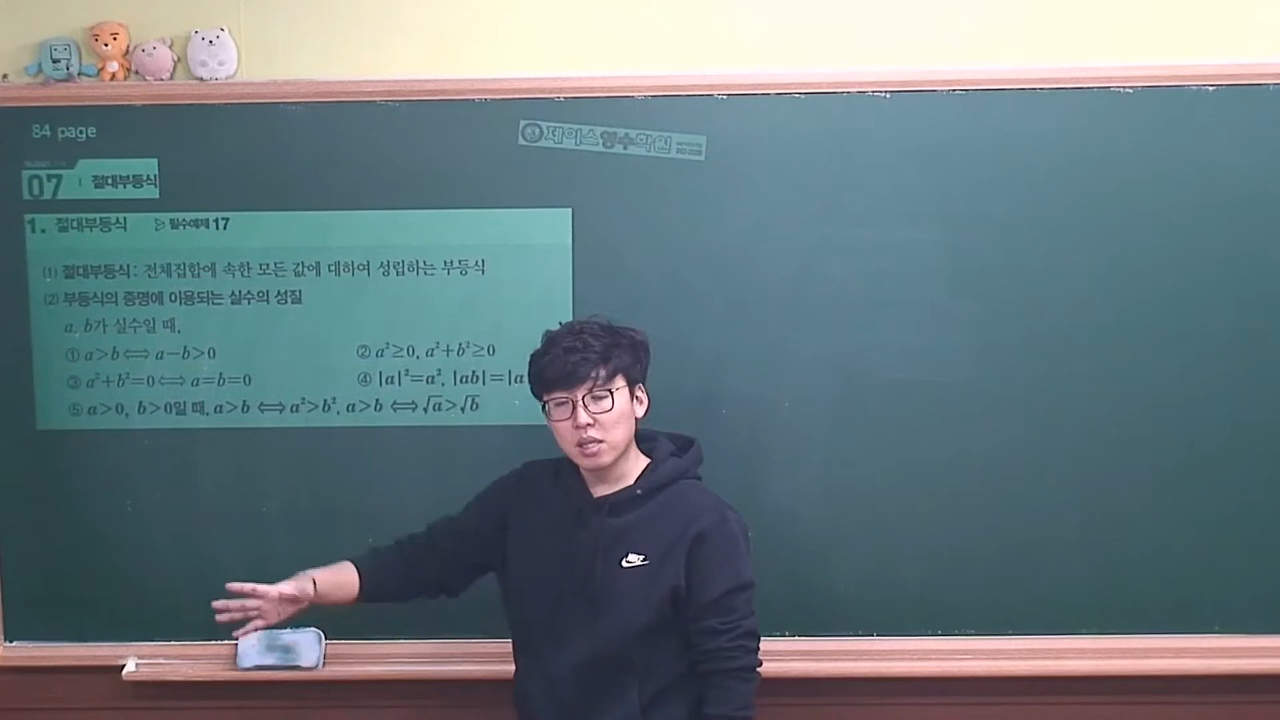 84 page
제이스영수학원
07 절대부등식
1. 절대부등식 ▷ 필수예제 17
⑴ 절대부등식: 전체집합에 속한 모든 값에 대하여 성립하는 부등식
⑵ 부등식의 증명에 이용되는 실수의 성질
a, b가 실수일 때,
① a>b⟺a−b>0 ② a²≥0, a²+b²≥0
③ a²+b²=0⟺a=b=0 ④ |a|²=a², |ab|=|a
⑤ a>0, b>0일 때, a>b⟺a²>b², a>b⟺√a>√b